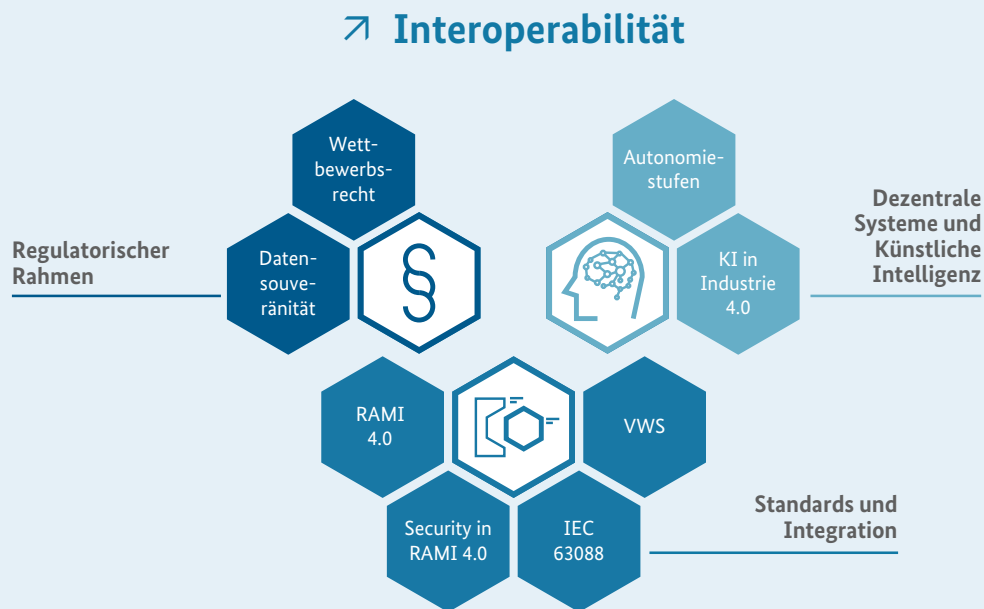 Interoperabilität
Wett-
bewerbs-
recht
Daten-
souve-
ränität
Regulatorischer
Rahmen
Autonomie-
stufen
KI in
Industrie
4.0
Dezentrale
Systeme und
Künstliche
Intelligenz
RAMI
4.0
VWS
Security in
RAMI 4.0
IEC
63088
Standards und
Integration